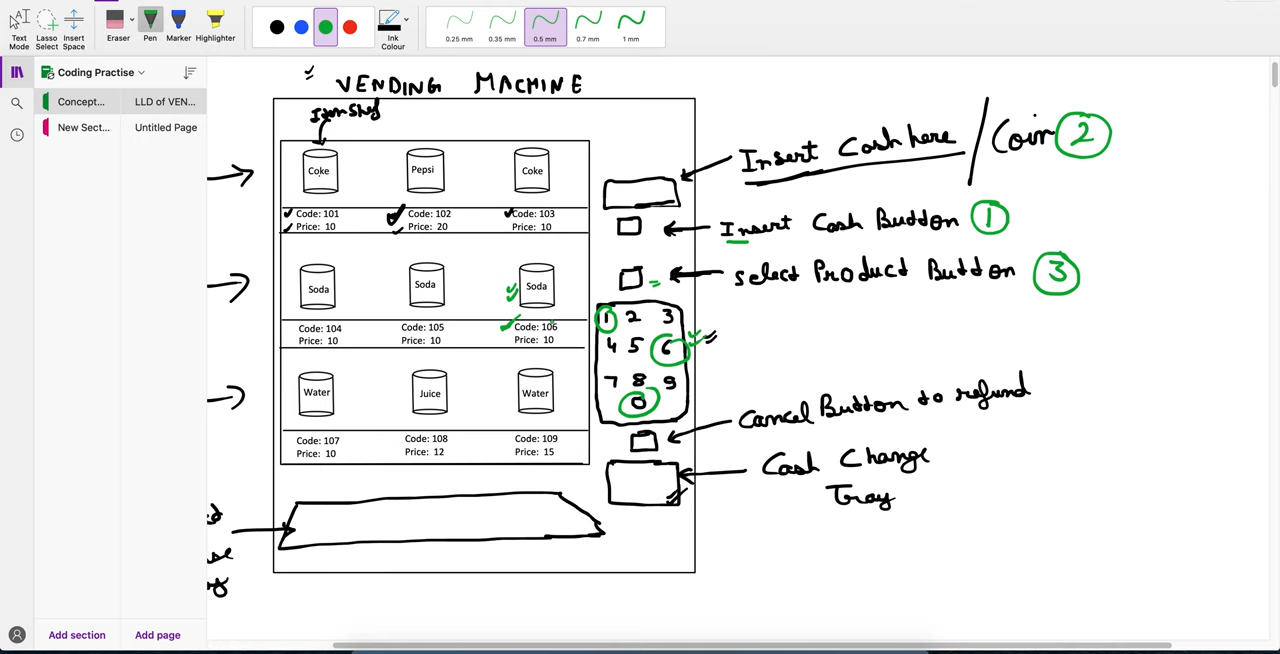 Text Mode
Lasso Select
Insert Space
Eraser
Pen
Marker
Highlighter
Ink Colour
0.25 mm
0.35 mm
0.5 mm
0.7 mm
1 mm
Coding Practise
Concept...
LLD of VEN...
New Sect...
Untitled Page
Add section
Add page
VENDING MACHINE
Coke
Pepsi
Coke
Code: 101
Code: 102
Code: 103
Price: 10
Price: 20
Price: 10
Soda
Soda
Soda
Code: 104
Code: 105
Code: 106
Price: 10
Price: 10
Price: 10
Water
Juice
Water
Code: 107
Code: 108
Code: 109
Price: 10
Price: 12
Price: 15
Insert Cash here / Coin 2
Insert Cash Button 1
Select Product Button 3
1 2 3
4 5 6
7 8 9
0
Cancel Button to refund
Cash Change
Tray